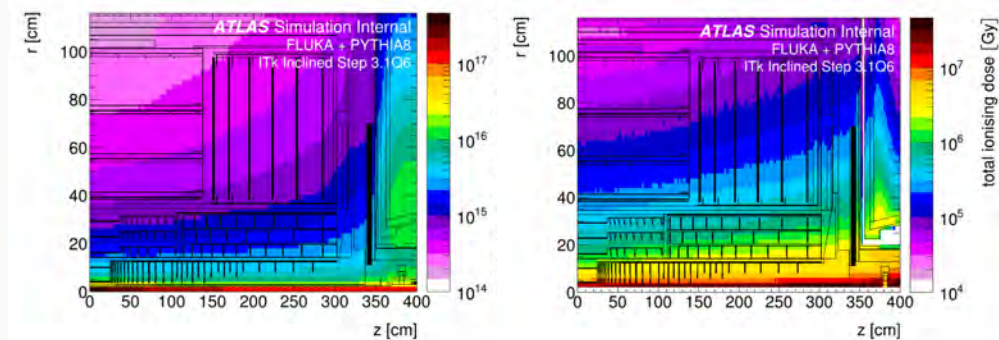 r [cm]
ATLAS Simulation Internal
FLUKA + PYTHIA8
ITk Inclined Step 3.1Q6
100
80
60
40
20
0
0 50 100 150 200 250 300 350 400
z [cm]
10^17
10^16
10^15
10^14
r [cm]
ATLAS Simulation Internal
FLUKA + PYTHIA8
ITk Inclined Step 3.1Q6
100
80
60
40
20
0
0 50 100 150 200 250 300 350 400
z [cm]
10^7
10^6
10^5
10^4
total ionising dose [Gy]